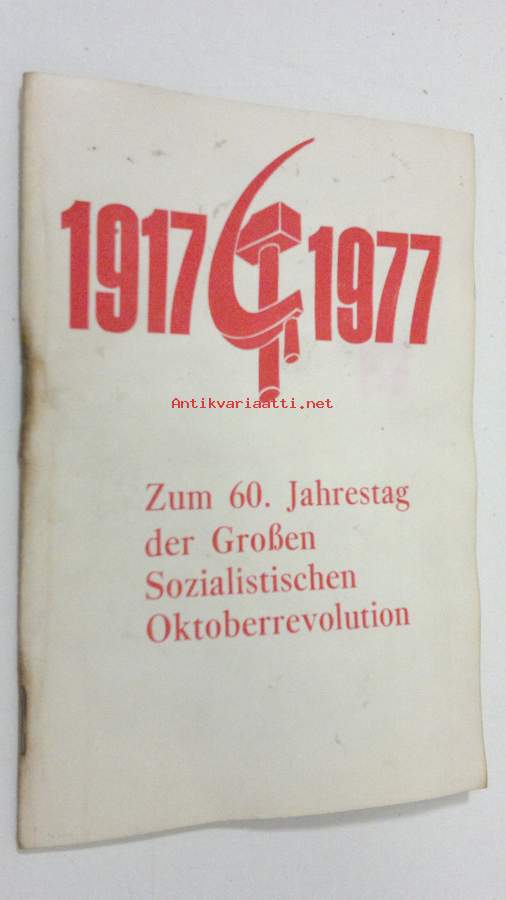 1917 1977
Antikvariaatti.net
Zum 60. Jahrestag
der Großen
Sozialistischen
Oktoberrevolution